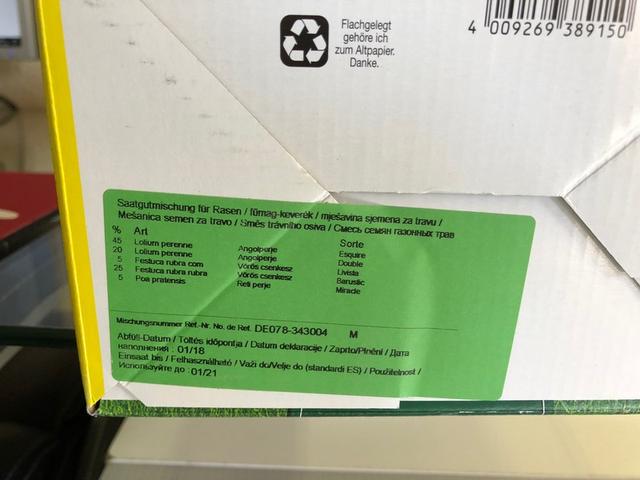 4 009269 389150
Flachgelegt
gehöre ich
zum Altpapier.
Danke.
Saatgutmischung für Rasen / fűmag-keverék / mješavina sjemena za travu /
Mešanica semen za travo / Směs trávního osiva / Смесь семян газонных трав
% Art Sorte
45 Lolium perenne Angolperje Esquire
20 Lolium perenne Angolperje Double
5 Festuca rubra com Vörös csenkesz Livista
25 Festuca rubra rubra Vörös csenkesz Barustic
5 Poa pratensis Réti perje Miracle
Mischungsnummer Ref.-Nr. No. de Ref. DE078-343004 M
Abfüll-Datum / Töltés időpontja / Datum deklaracije / Zaprto/Plnění / Дата
наполнения : 01/18
Einsaat bis / Felhasználható / Važi do/Velje do (standardi ES) / Použitelnost /
Используйте до : 01/21